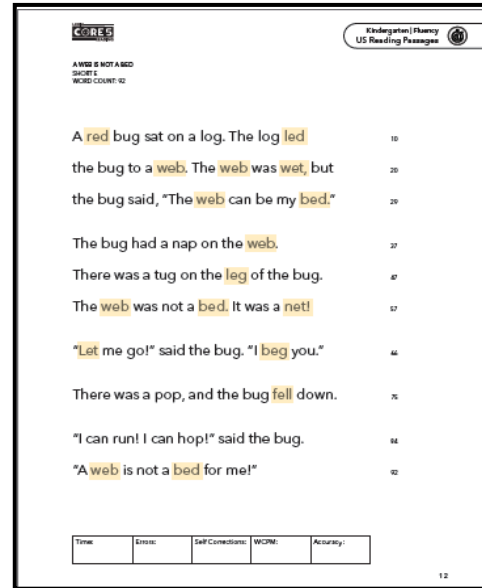 CORE5
Kindergarten | Fluency
US Reading Passages
A WEB IS NOT A BED
SHORT E
WORD COUNT: 92
A red bug sat on a log. The log led 10
the bug to a web. The web was wet, but 20
the bug said, “The web can be my bed.” 29
The bug had a nap on the web. 37
There was a tug on the leg of the bug. 47
The web was not a bed. It was a net! 57
“Let me go!” said the bug. “I beg you.” 66
There was a pop, and the bug fell down. 75
“I can run! I can hop!” said the bug. 84
“A web is not a bed for me!” 92
Time: Errors: Self Corrections: WCPM: Accuracy:
12